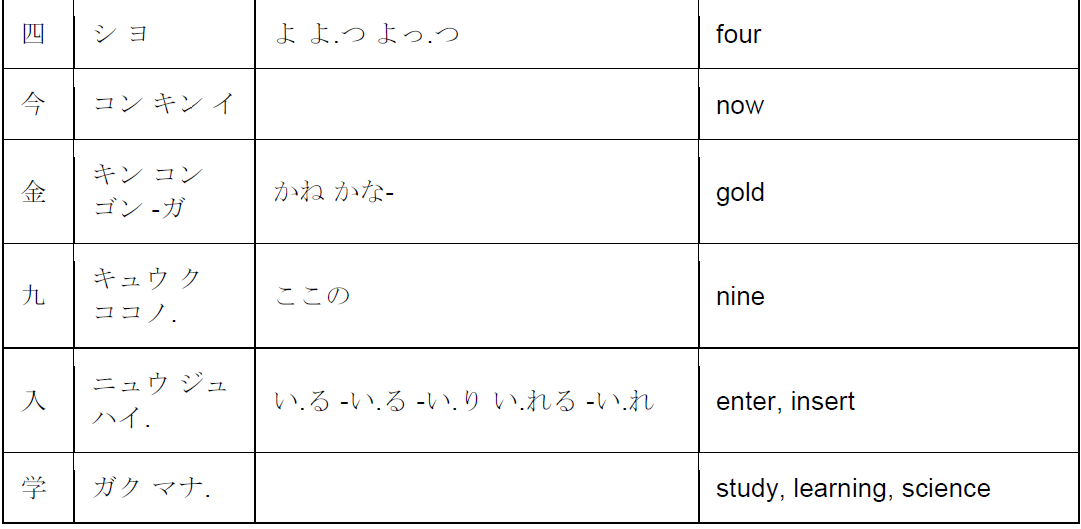 四 シ ヨ よ よ.つ よっ.つ four
今 コン キン イ now
金 キン コン
ゴン -ガ かね かな- gold
九 キュウ ク
ココノ. ここの nine
入 ニュウ ジュ
ハイ. い.る -い.る -い.り い.れる -い.れ enter, insert
学 ガク マナ. study, learning, science